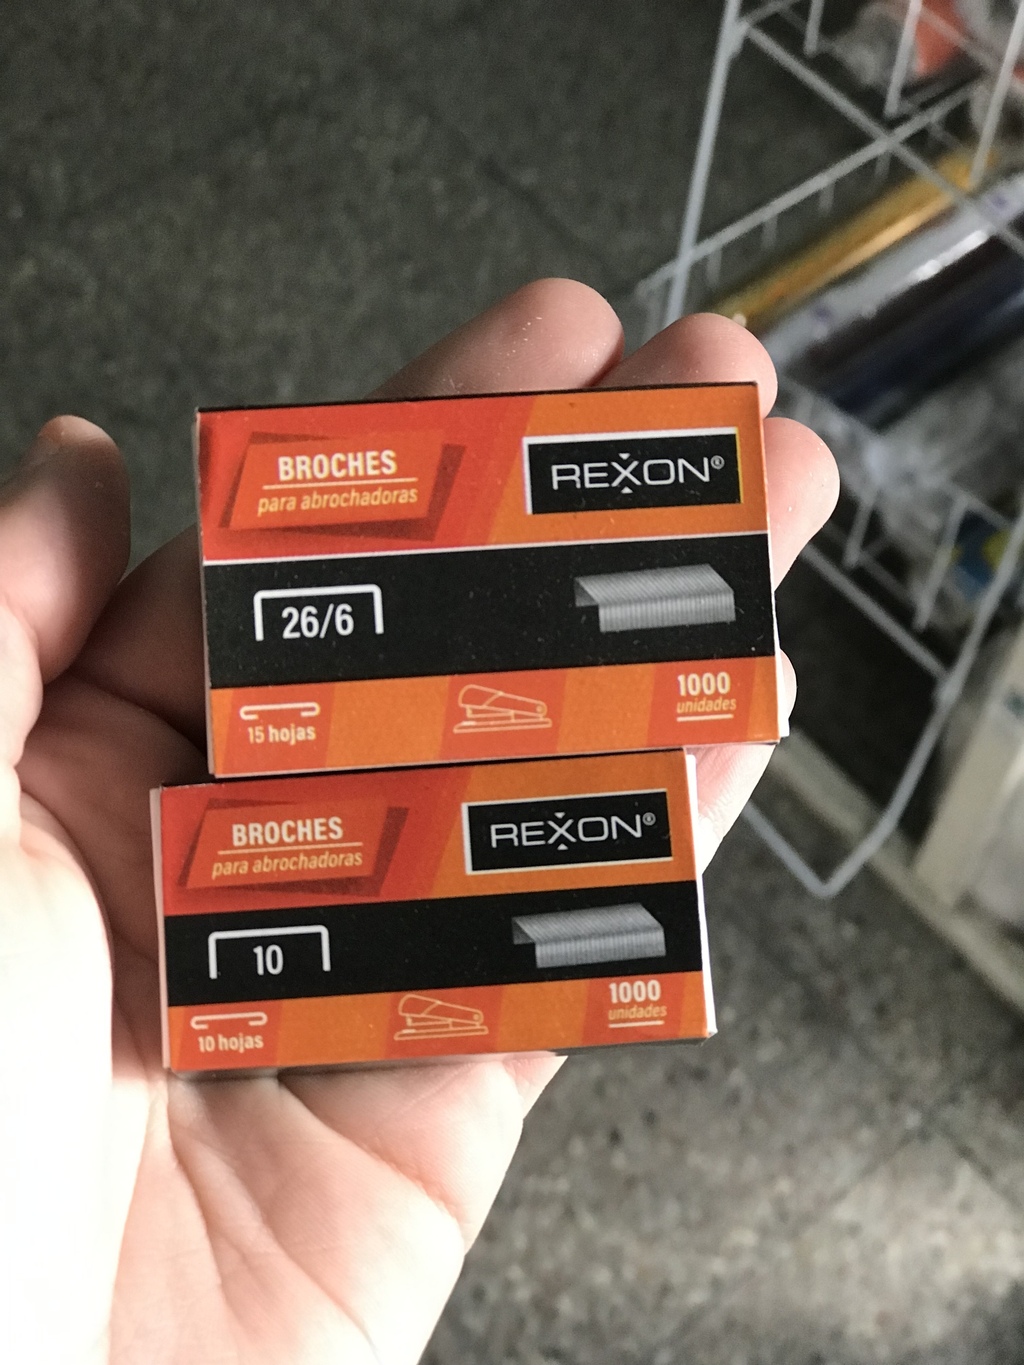 BROCHES
para abrochadoras
REXON®
26/6
15 hojas
1000
unidades
BROCHES
para abrochadoras
REXON®
10
10 hojas
1000
unidades